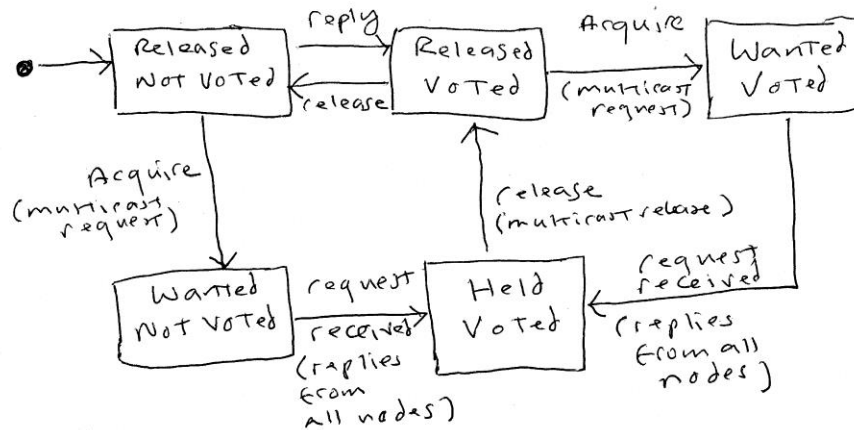 Released
Not Voted
reply
release
Released
Voted
Acquire
(multicast
request)
Wanted
Voted
Acquire
(multicast
request)
release
(multicast release)
Wanted
Not Voted
request
received
(replies
from
all nodes)
Held
Voted
request
received
(replies
from all
nodes)